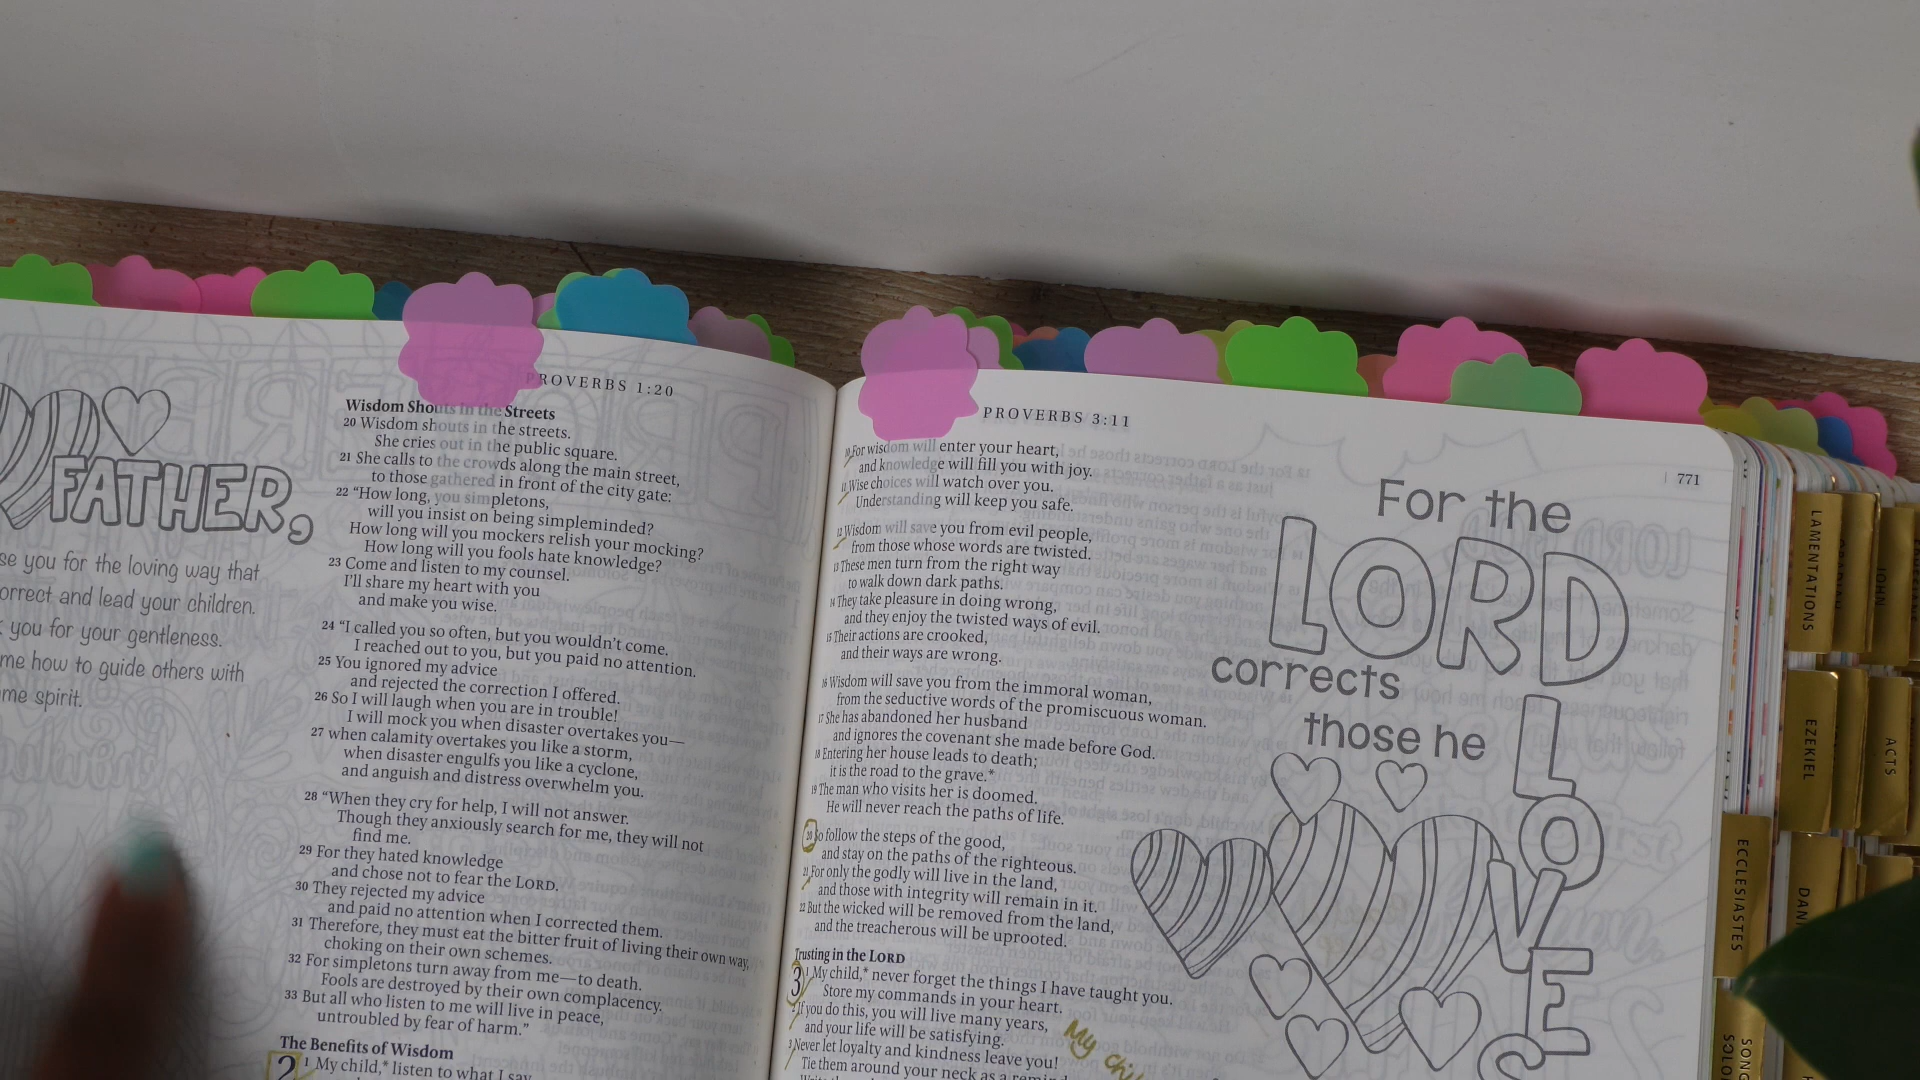 FATHER,
se you for the loving way that
orrect and lead your children.
you for your gentleness.
me how to guide others with
me spirit.
PROVERBS 1:20
Wisdom Shouts in the Streets
20 Wisdom shouts in the streets.
She cries out in the public square.
21 She calls to the crowds along the main street,
to those gathered in front of the city gate:
22 “How long, you simpletons,
will you insist on being simpleminded?
How long will you mockers relish your mocking?
How long will you fools hate knowledge?
23 Come and listen to my counsel.
I’ll share my heart with you
and make you wise.
24 “I called you so often, but you wouldn’t come.
I reached out to you, but you paid no attention.
25 You ignored my advice
and rejected the correction I offered.
26 So I will laugh when you are in trouble!
I will mock you when disaster overtakes you—
27 when calamity overtakes you like a storm,
when disaster engulfs you like a cyclone,
and anguish and distress overwhelm you.
28 “When they cry for help, I will not answer.
Though they anxiously search for me, they will not
find me.
29 For they hated knowledge
and chose not to fear the LORD.
30 They rejected my advice
and paid no attention when I corrected them.
31 Therefore, they must eat the bitter fruit of living their own way,
choking on their own schemes.
32 For simpletons turn away from me—to death.
Fools are destroyed by their own complacency.
33 But all who listen to me will live in peace,
untroubled by fear of harm.”
The Benefits of Wisdom
2 1 My child,* listen to what I say,
PROVERBS 3:11
10 For wisdom will enter your heart,
and knowledge will fill you with joy.
11 Wise choices will watch over you.
Understanding will keep you safe.
12 Wisdom will save you from evil people,
from those whose words are twisted.
13 These men turn from the right way
to walk down dark paths.
14 They take pleasure in doing wrong,
and they enjoy the twisted ways of evil.
15 Their actions are crooked,
and their ways are wrong.
16 Wisdom will save you from the immoral woman,
from the seductive words of the promiscuous woman.
17 She has abandoned her husband
and ignores the covenant she made before God.
18 Entering her house leads to death;
it is the road to the grave.*
19 The man who visits her is doomed.
He will never reach the paths of life.
20 So follow the steps of the good,
and stay on the paths of the righteous.
21 For only the godly will live in the land,
and those with integrity will remain in it.
22 But the wicked will be removed from the land,
and the treacherous will be uprooted.
Trusting in the LORD
3 1 My child,* never forget the things I have taught you.
Store my commands in your heart.
2 If you do this, you will live many years,
and your life will be satisfying.
3 Never let loyalty and kindness leave you!
Tie them around your neck as a
My chil
771
For the
LORD
corrects
those he
LOVES
LAMENTATIONS
EZEKIEL
DAN
ECCLESIASTES
SONG
SOLO
JOHN
ACTS